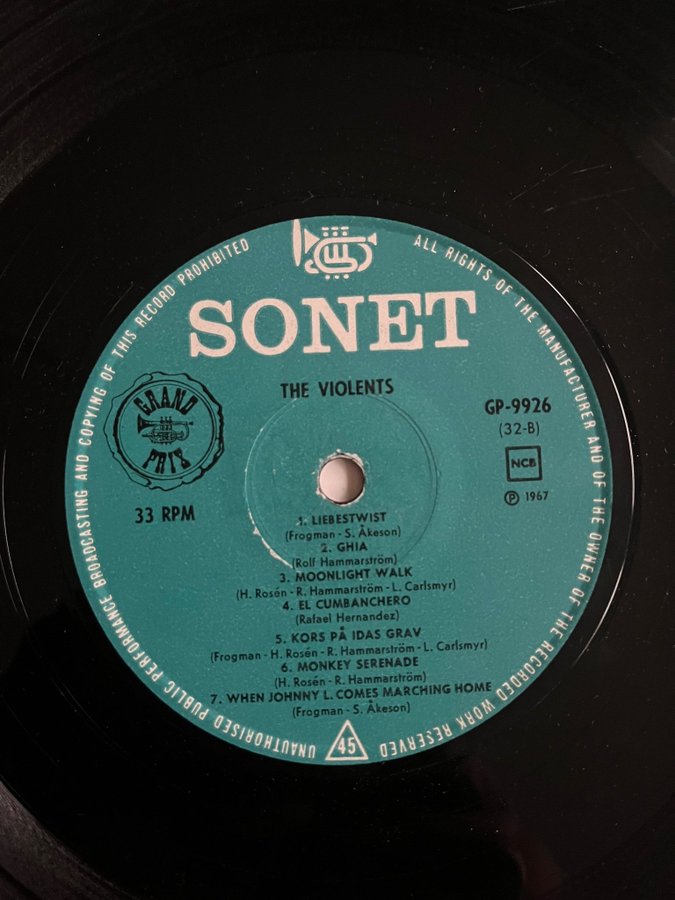 SONET
THE VIOLENTS
GRAND
PRIX
33 RPM
GP-9926
(32-B)
NCB
Ⓟ 1967
1. LIEBESTWIST
(Frogman - S. Åkeson)
2. GHIA
(Rolf Hammarström)
3. MOONLIGHT WALK
(H. Rosén - R. Hammarström - L. Carlsmyr)
4. EL CUMBANCHERO
(Rafael Hernandez)
5. KORS PÅ IDAS GRAV
(Frogman - H. Rosén - R. Hammarström - L. Carlsmyr)
6. MONKEY SERENADE
(H. Rosén - R. Hammarström)
7. WHEN JOHNNY L. COMES MARCHING HOME
(Frogman - S. Åkeson)
ALL RIGHTS OF THE MANUFACTURER AND OF THE OWNER OF THE RECORDED WORK RESERVED
45
UNAUTHORISED PUBLIC PERFORMANCE BROADCASTING AND COPYING OF THIS RECORD PROHIBITED